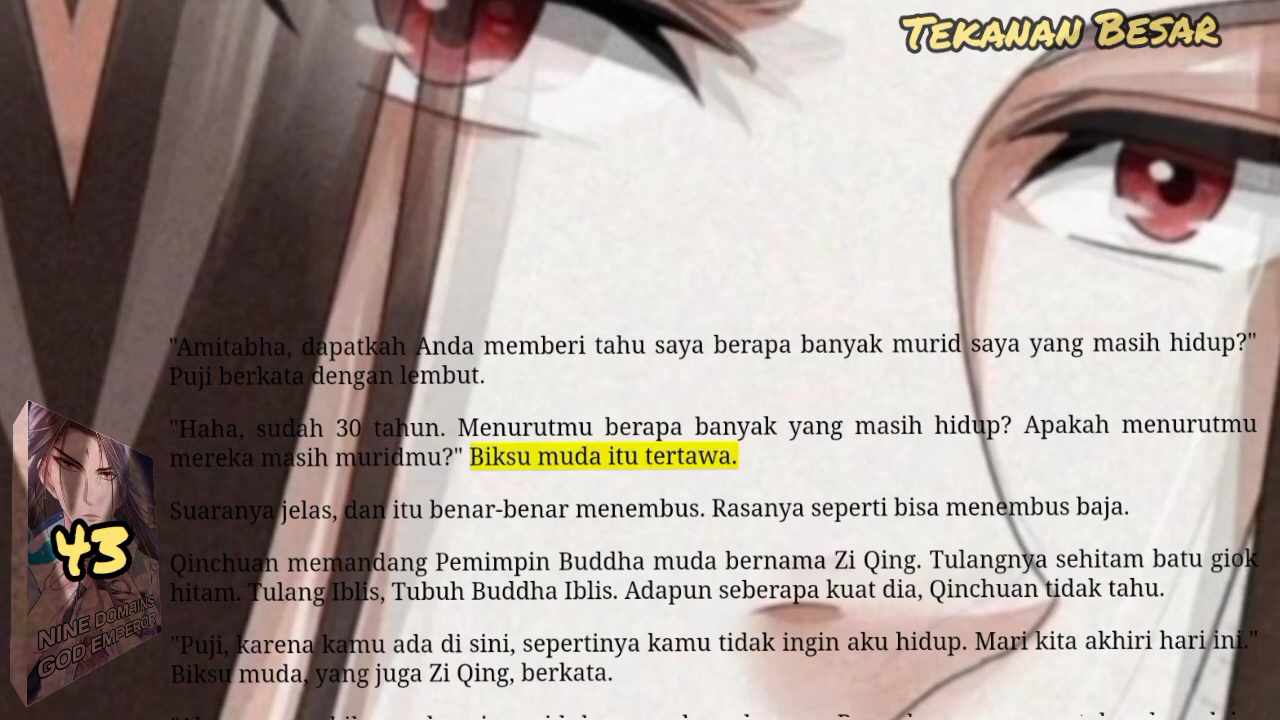 TEKANAN BESAR
"Amitabha, dapatkah Anda memberi tahu saya berapa banyak murid saya yang masih hidup?"
Puji berkata dengan lembut.
"Haha, sudah 30 tahun. Menurutmu berapa banyak yang masih hidup? Apakah menurutmu
mereka masih muridmu?" Biksu muda itu tertawa.
Suaranya jelas, dan itu benar-benar menembus. Rasanya seperti bisa menembus baja.
Qinchuan memandang Pemimpin Buddha muda bernama Zi Qing. Tulangnya sehitam batu giok
hitam. Tulang Iblis, Tubuh Buddha Iblis. Adapun seberapa kuat dia, Qinchuan tidak tahu.
"Puji, karena kamu ada di sini, sepertinya kamu tidak ingin aku hidup. Mari kita akhiri hari ini."
Biksu muda, yang juga Zi Qing, berkata.
43
NINE DOMAINS
GOD EMPEROR